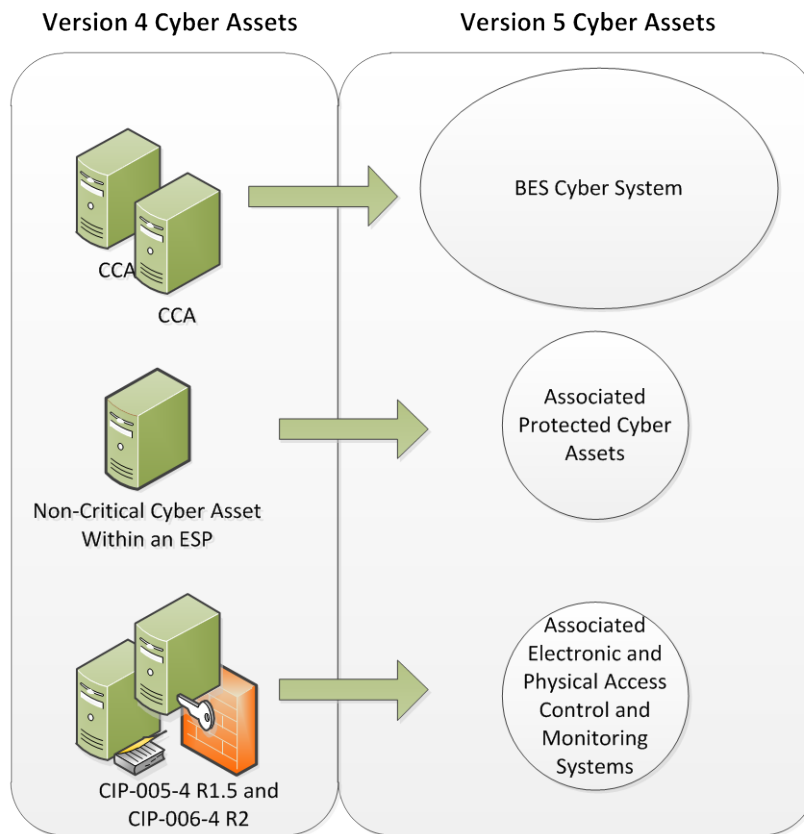 Version 4 Cyber Assets
Version 5 Cyber Assets
CCA
CCA
BES Cyber System
Non-Critical Cyber Asset
Within an ESP
Associated
Protected Cyber
Assets
CIP-005-4 R1.5 and
CIP-006-4 R2
Associated
Electronic and
Physical Access
Control and
Monitoring
Systems